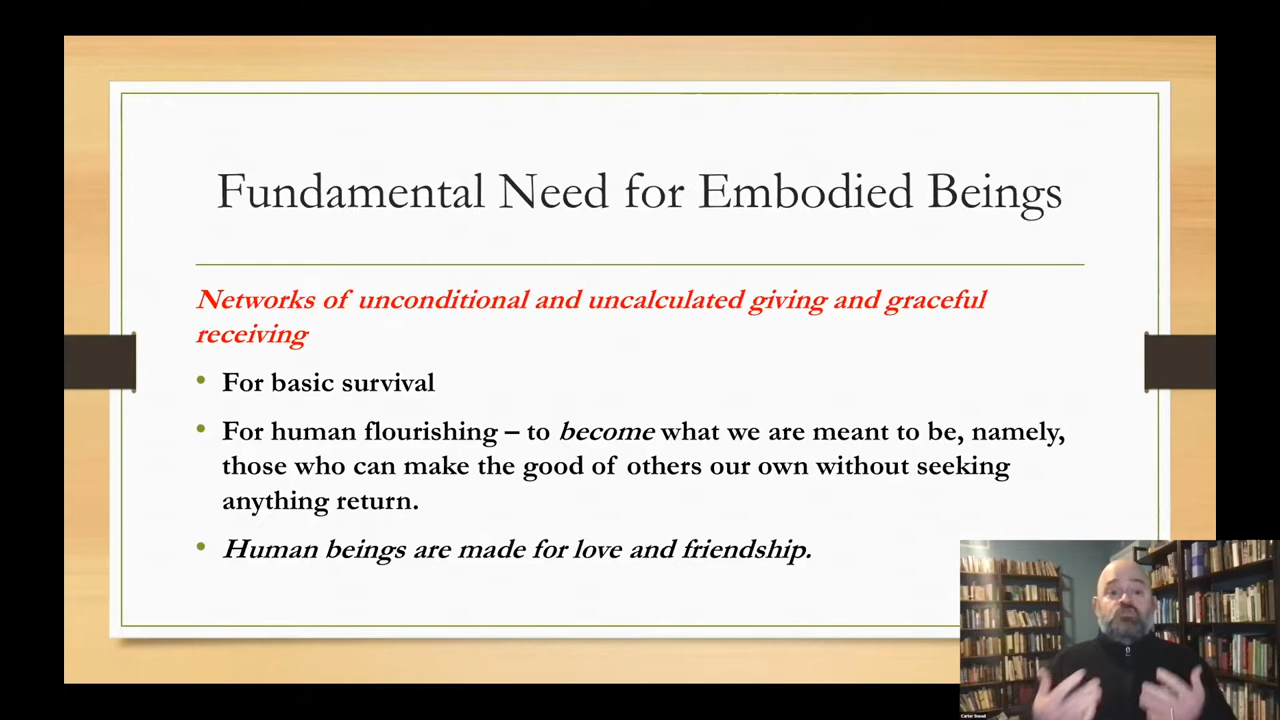 Fundamental Need for Embodied Beings
Networks of unconditional and uncalculated giving and graceful
receiving
• For basic survival
• For human flourishing – to become what we are meant to be, namely,
those who can make the good of others our own without seeking
anything return.
• Human beings are made for love and friendship.
Carter Snead